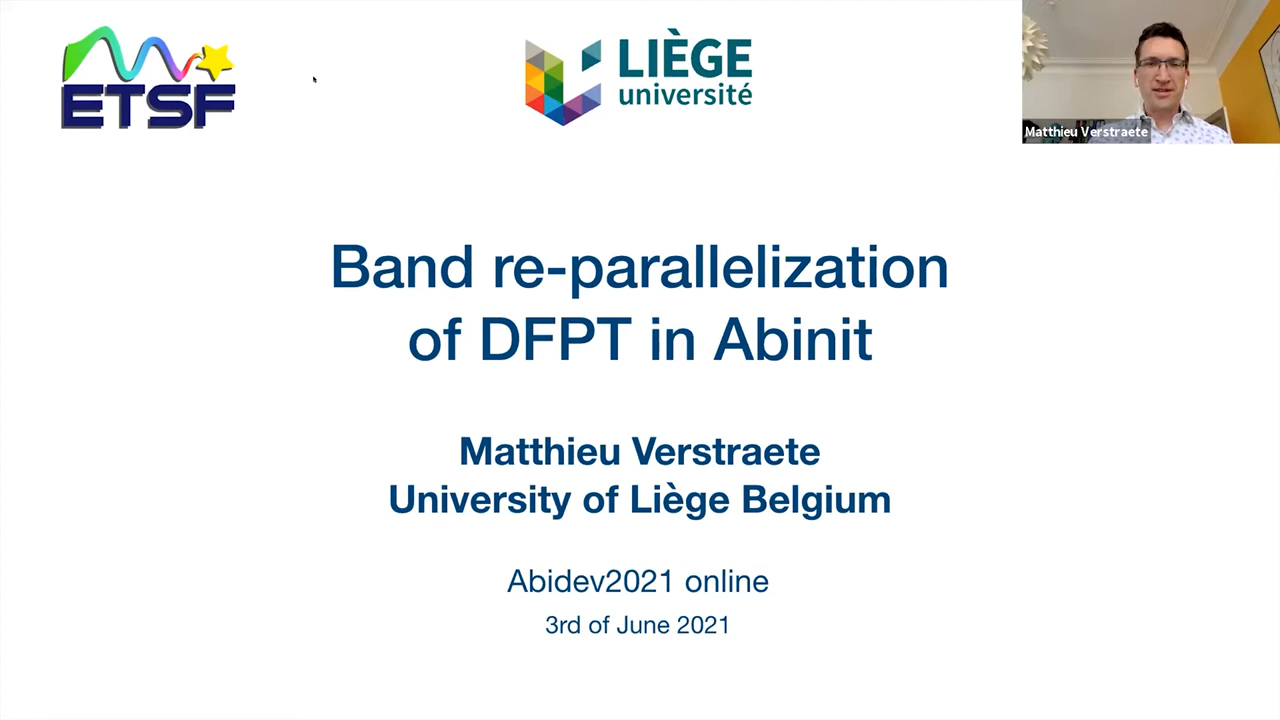 ETSF
LIÈGE
université
Matthieu Verstraete
Band re-parallelization
of DFPT in Abinit
Matthieu Verstraete
University of Liège Belgium
Abidev2021 online
3rd of June 2021